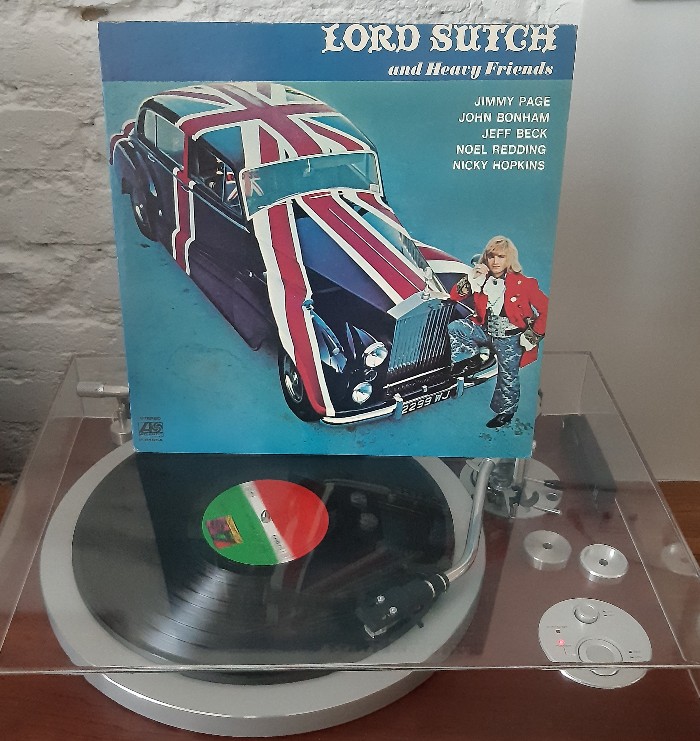 LORD SUTCH
and Heavy Friends
JIMMY PAGE
JOHN BONHAM
JEFF BECK
NOEL REDDING
NICKY HOPKINS